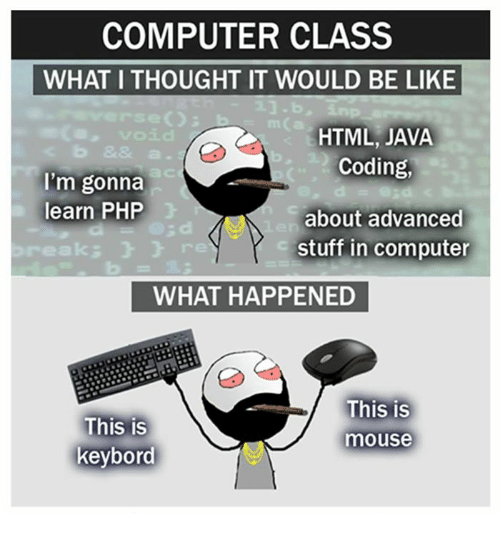 COMPUTER CLASS
WHAT I THOUGHT IT WOULD BE LIKE
HTML, JAVA
Coding,
I'm gonna
learn PHP
about advanced
stuff in computer
WHAT HAPPENED
This is
keybord
This is
mouse